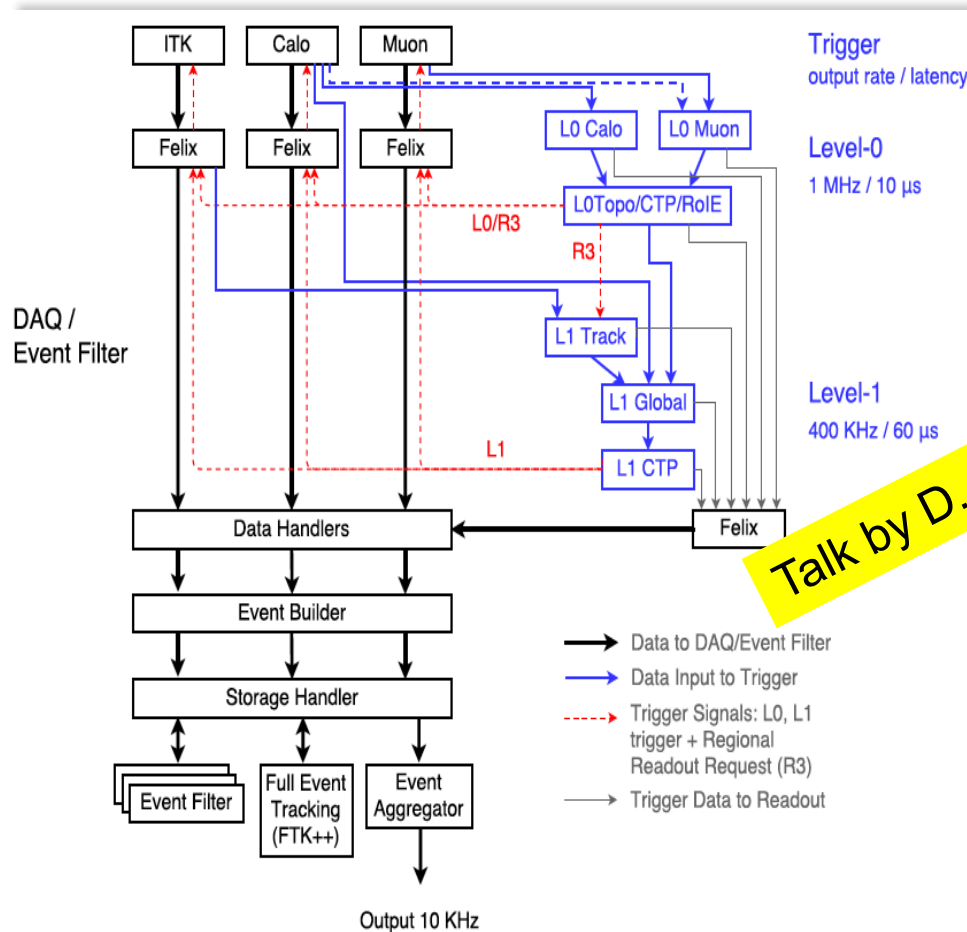 ITK
Calo
Muon
Trigger
output rate / latency
L0 Calo
L0 Muon
Felix
Felix
Felix
Level-0
1 MHz / 10 µs
L0Topo/CTP/RoIE
L0/R3
R3
DAQ /
Event Filter
L1 Track
L1 Global
Level-1
400 KHz / 60 µs
L1
L1 CTP
Data Handlers
Felix
Talk by D.
Event Builder
Storage Handler
Data to DAQ/Event Filter
Data Input to Trigger
Trigger Signals: L0, L1
trigger + Regional
Readout Request (R3)
Trigger Data to Readout
Event Filter
Full Event
Tracking
(FTK++)
Event
Aggregator
Output 10 KHz